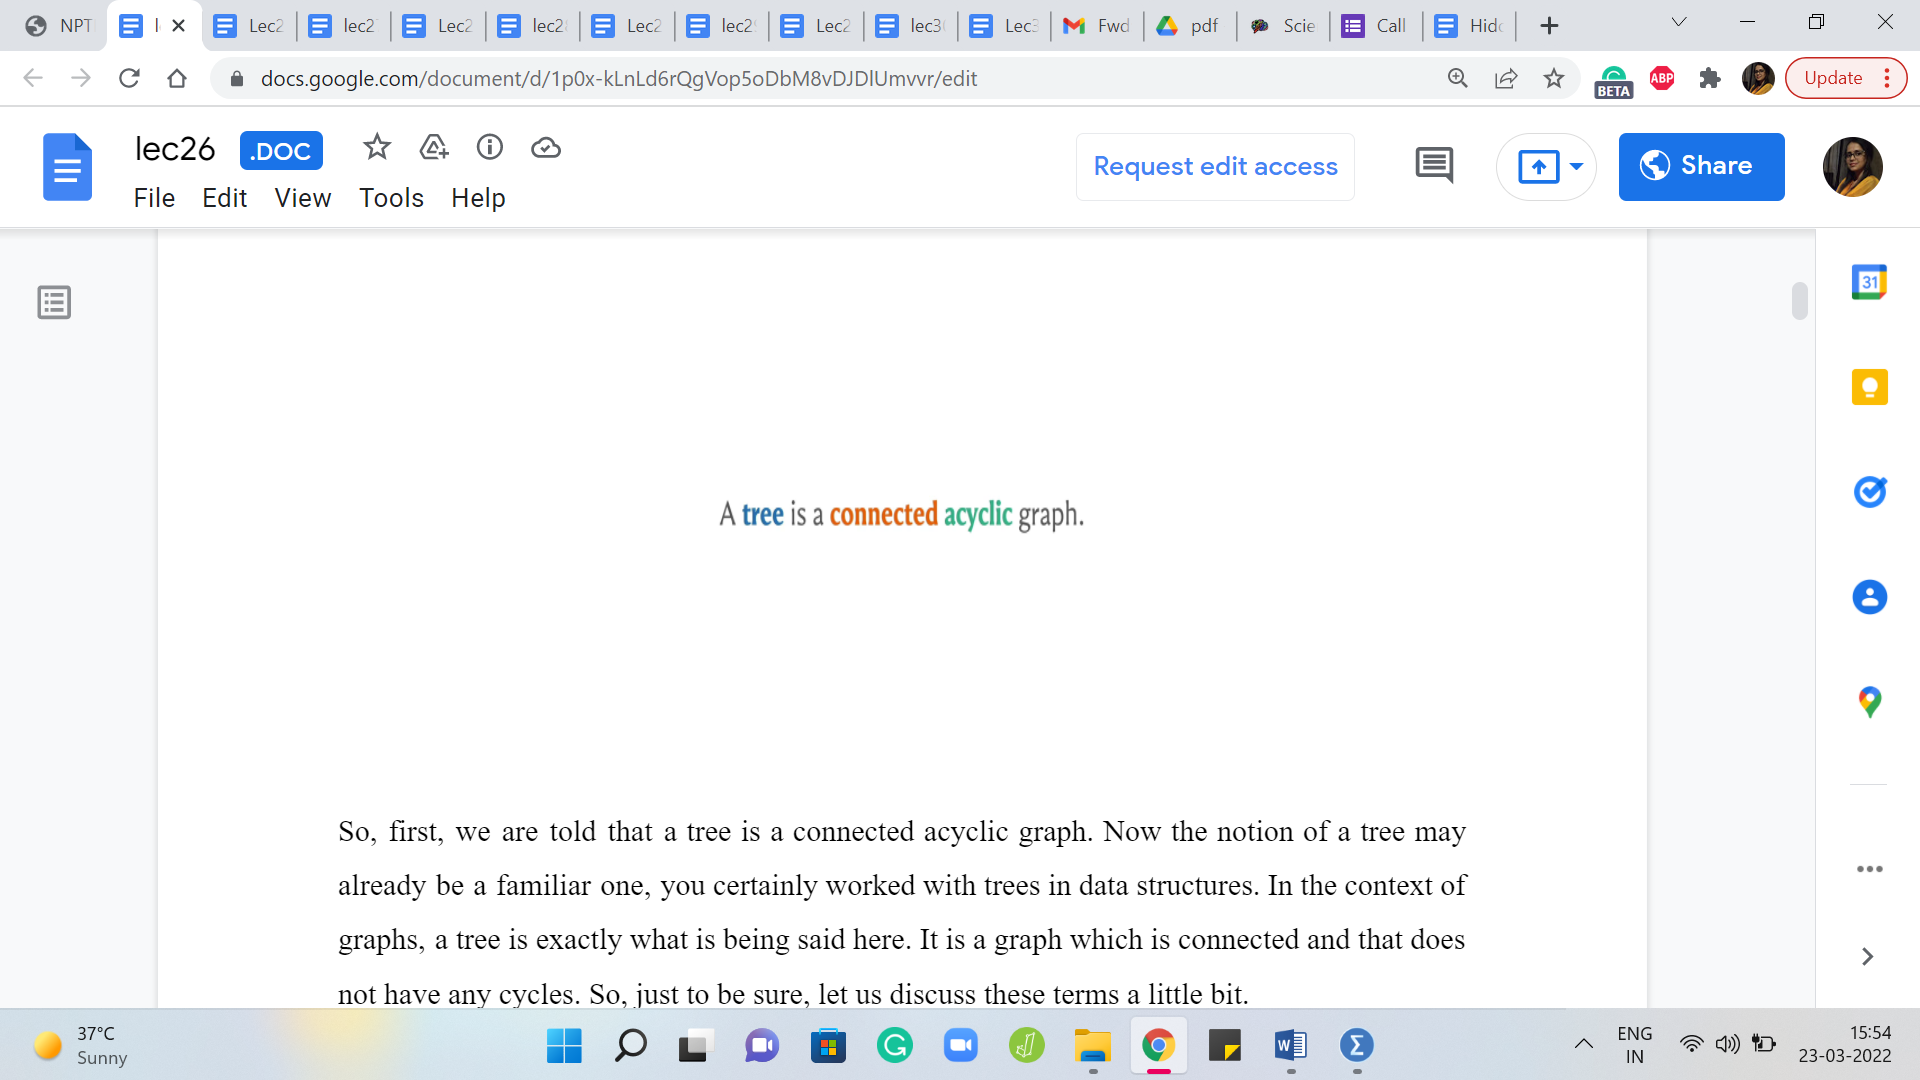 NPT
l
Lec2
lec2
Lec2
lec2
Lec2
lec2
Lec2
lec3
Lec3
Fwd
pdf
Scie
Call
Hidd
docs.google.com/document/d/1p0x-kLnLd6rQgVop5oDbM8vDJDlUmvvr/edit
BETA
ABP
Update
lec26
.DOC
File Edit View Tools Help
Request edit access
Share
31
A tree is a connected acyclic graph.
So, first, we are told that a tree is a connected acyclic graph. Now the notion of a tree may
already be a familiar one, you certainly worked with trees in data structures. In the context of
graphs, a tree is exactly what is being said here. It is a graph which is connected and that does
not have any cycles. So, just to be sure, let us discuss these terms a little bit.
37°C
Sunny
ENG
IN
15:54
23-03-2022